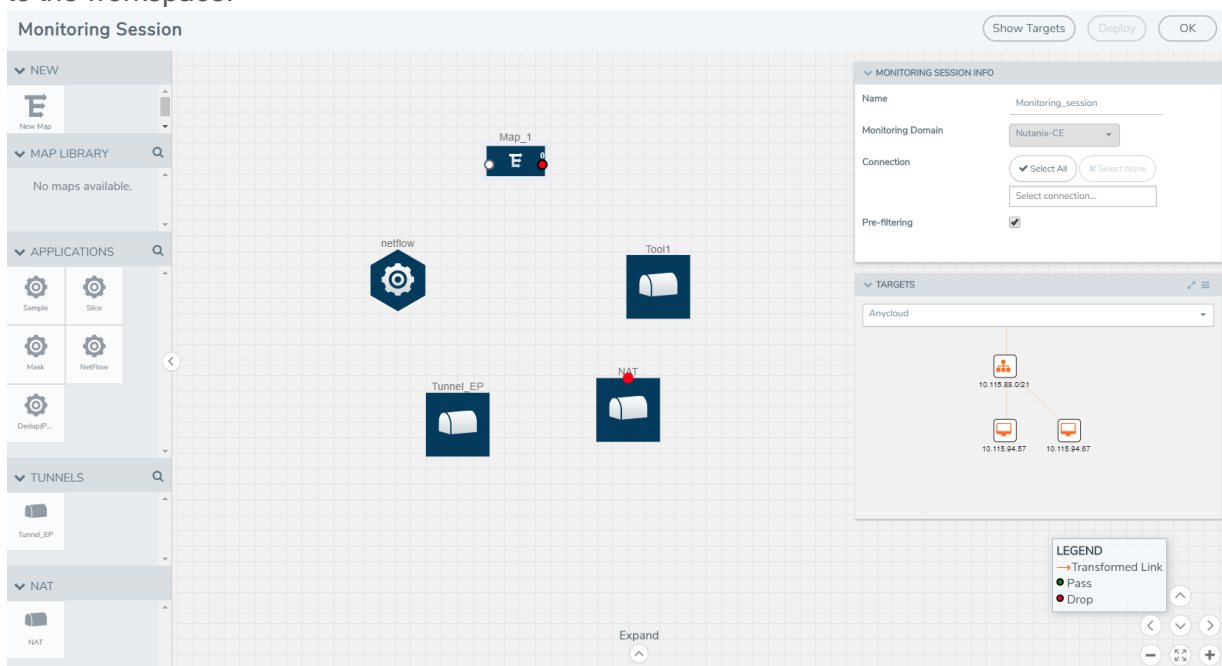 to the workspace.
Monitoring Session
Show Targets
Deploy
OK
NEW
New Map
MAP LIBRARY
No maps available.
APPLICATIONS
Sample
Slice
Mask
NetFlow
Dedup(P...
TUNNELS
Tunnel_EP
NAT
NAT
Map_1
0
netflow
Tool1
Tunnel_EP
NAT
Expand
MONITORING SESSION INFO
Name
Monitoring_session
Monitoring Domain
Nutanix-CE
Connection
Select All
Select None
Select connection...
Pre-filtering
TARGETS
Anycloud
10.115.88.0/21
10.115.94.57
10.115.94.67
LEGEND
Transformed Link
Pass
Drop